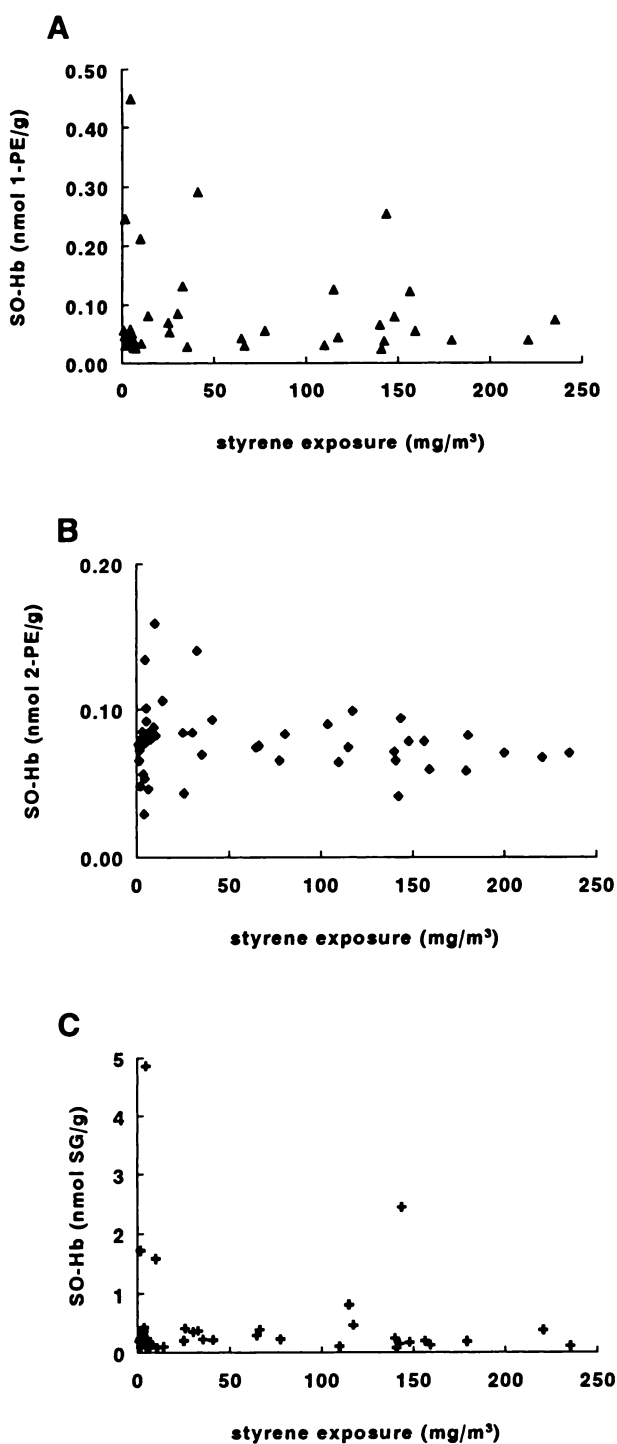 A
SO-Hb (nmol 1-PE/g)
0.50
0.40
0.30
0.20
0.10
0.00
0 50 100 150 200 250
styrene exposure (mg/m³)
B
SO-Hb (nmol 2-PE/g)
0.20
0.10
0.00
0 50 100 150 200 250
styrene exposure (mg/m³)
C
SO-Hb (nmol SG/g)
5
4
3
2
1
0
0 50 100 150 200 250
styrene exposure (mg/m³)